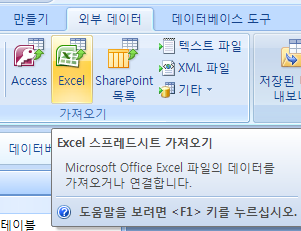 만들기 외부 데이터 데이터베이스 도구
Access
Excel
SharePoint
목록
텍스트 파일
XML 파일
기타
가져오기
저장된
내보나
데이터베
Excel 스프레드시트 가져오기
Microsoft Office Excel 파일의 데이터를
가져오거나 연결합니다.
도움말을 보려면 <F1> 키를 누르십시오.
테이블